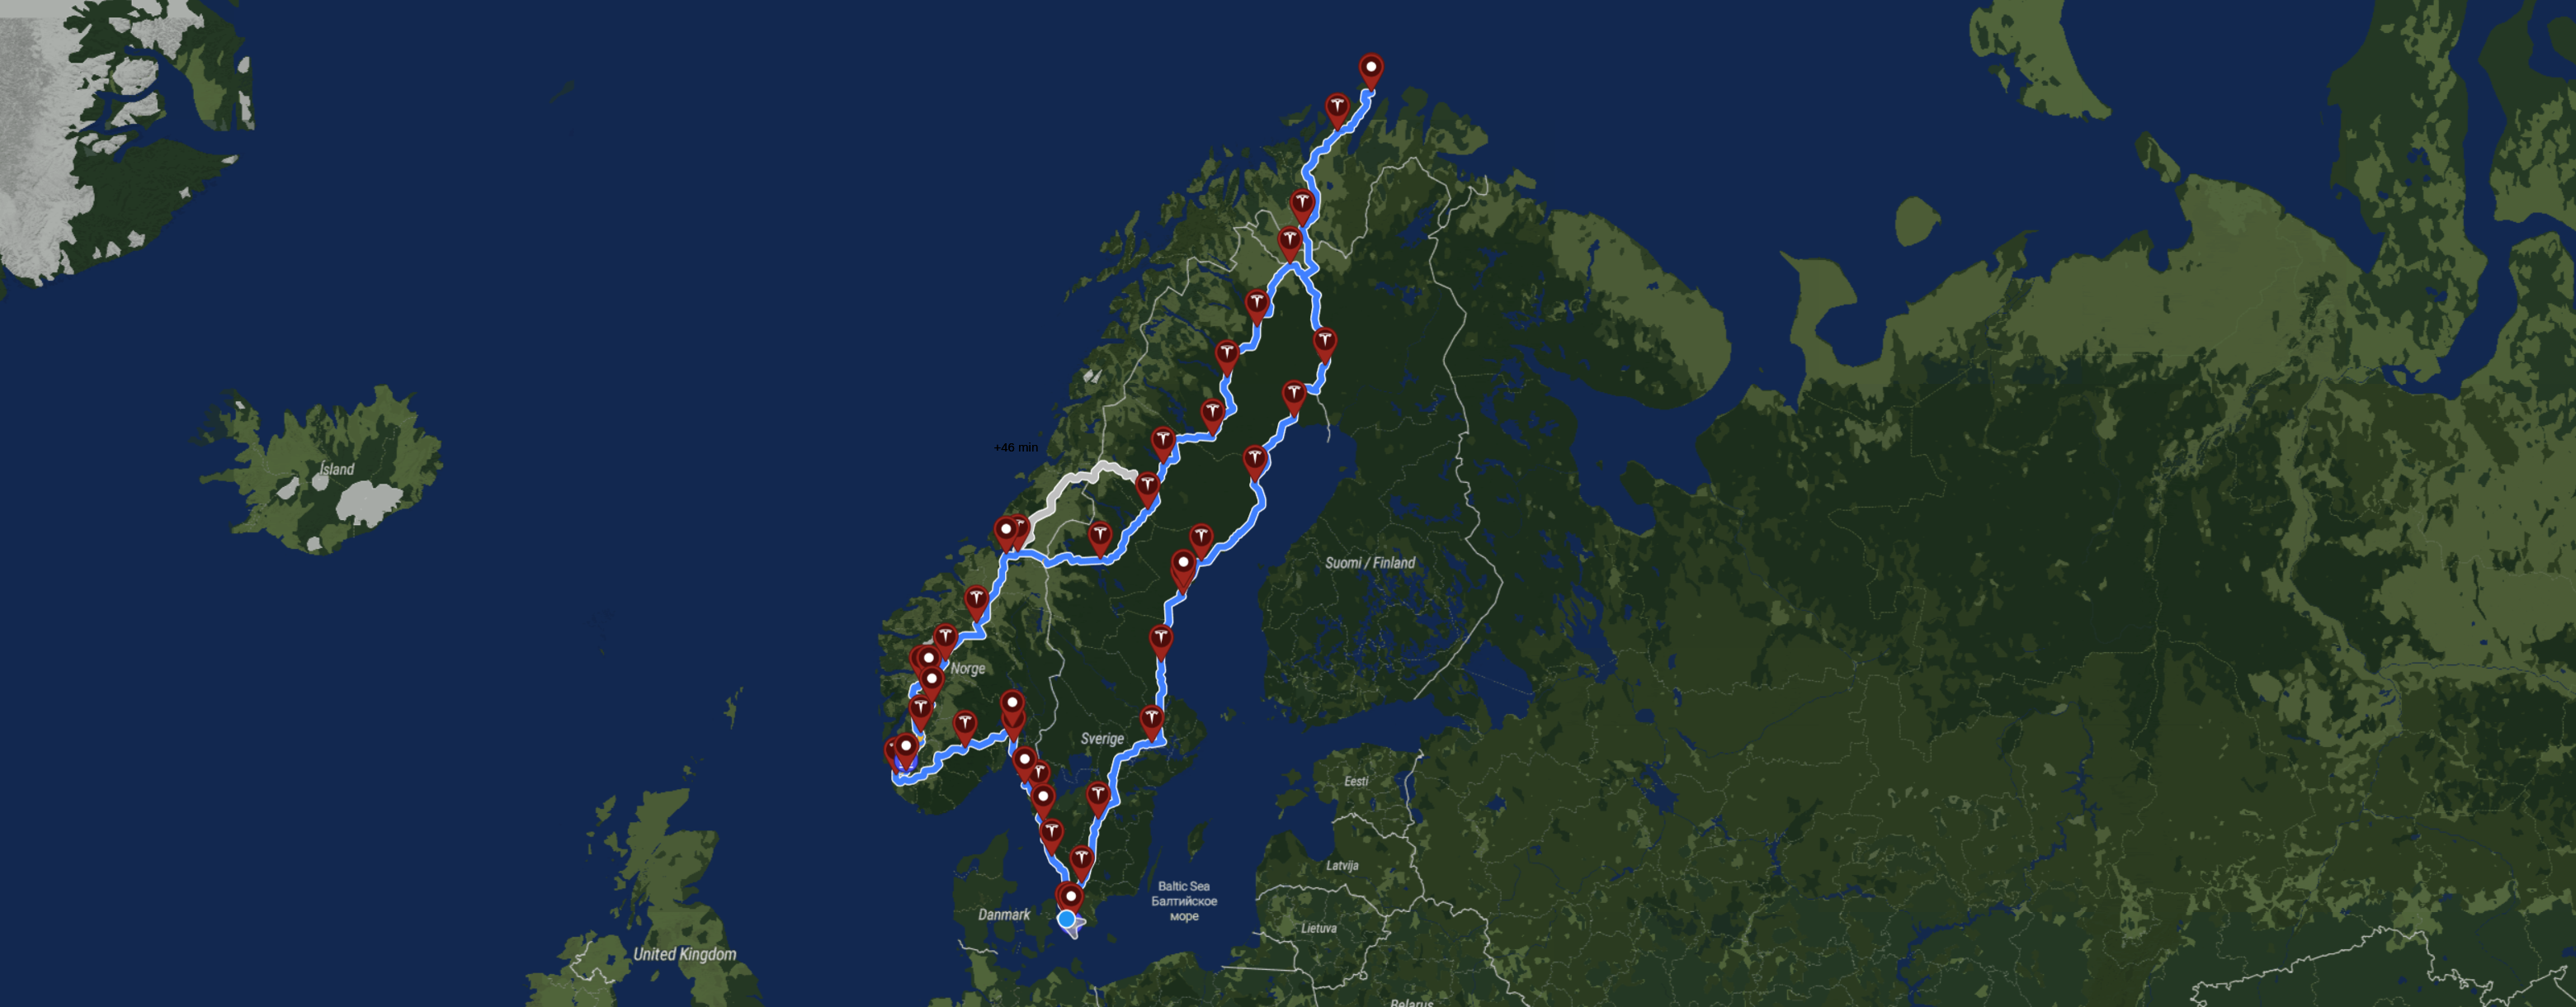 +46 min
Ísland
Suomi / Finland
Norge
Sverige
Eesti
Latvija
Baltic Sea
Балтийское
море
Danmark
Lietuva
United Kingdom
Belarus